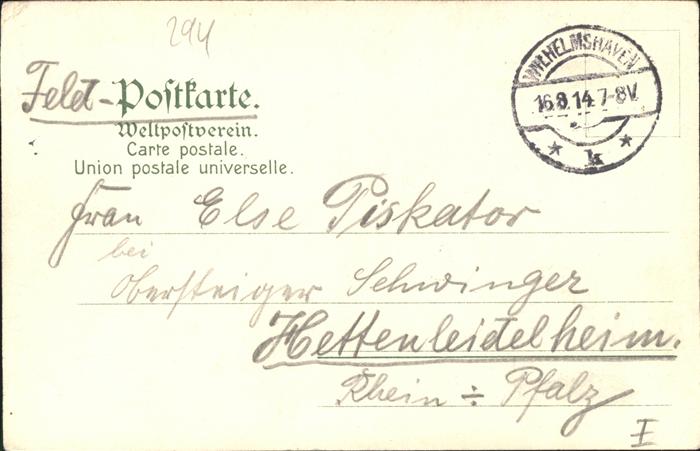 294
Feld-Postkarte.
Weltpostverein.
Carte postale.
Union postale universelle.
WILHELMSHAVEN
16.8.14.7-8V.
* k *
Frau Else Piskator
bei
Obersteiger Schwinger
Hettenleidelheim.
Rhein ÷ Pfalz
I